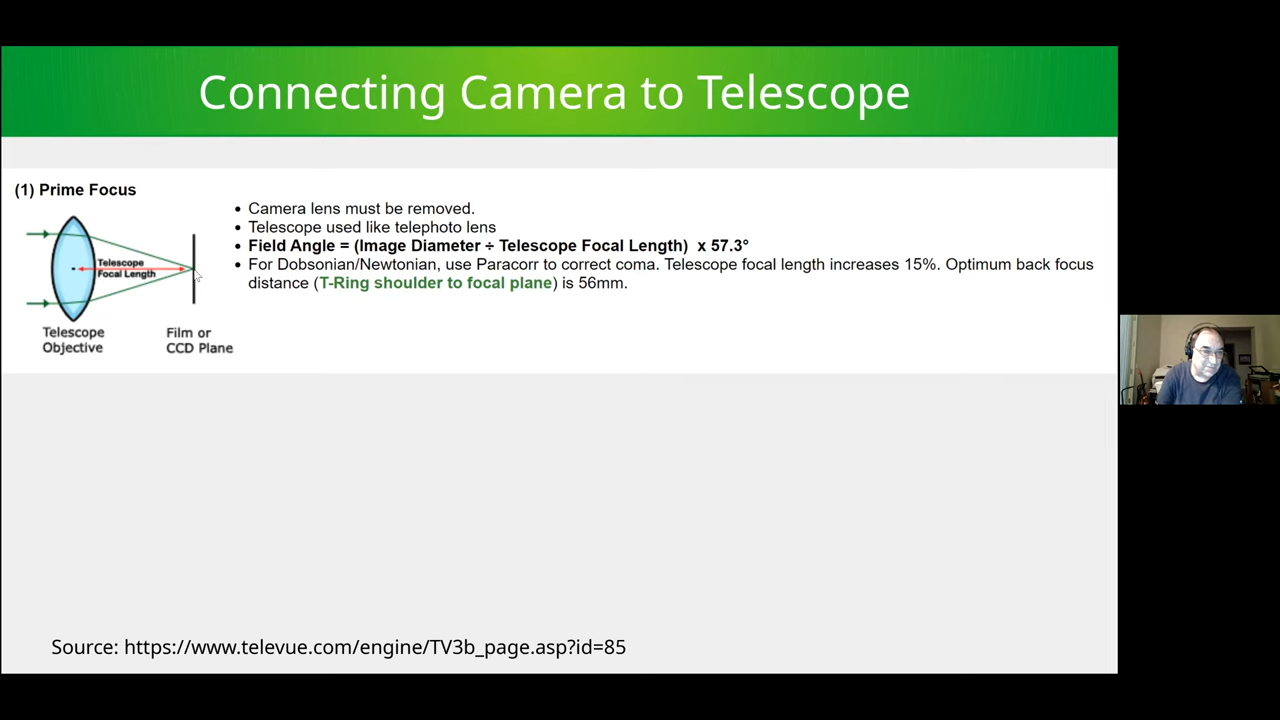 Connecting Camera to Telescope
(1) Prime Focus
• Camera lens must be removed.
• Telescope used like telephoto lens
• Field Angle = (Image Diameter ÷ Telescope Focal Length) x 57.3°
• For Dobsonian/Newtonian, use Paracorr to correct coma. Telescope focal length increases 15%. Optimum back focus
distance (T-Ring shoulder to focal plane) is 56mm.
Telescope
Focal Length
Telescope
Objective
Film or
CCD Plane
Source: https://www.televue.com/engine/TV3b_page.asp?id=85